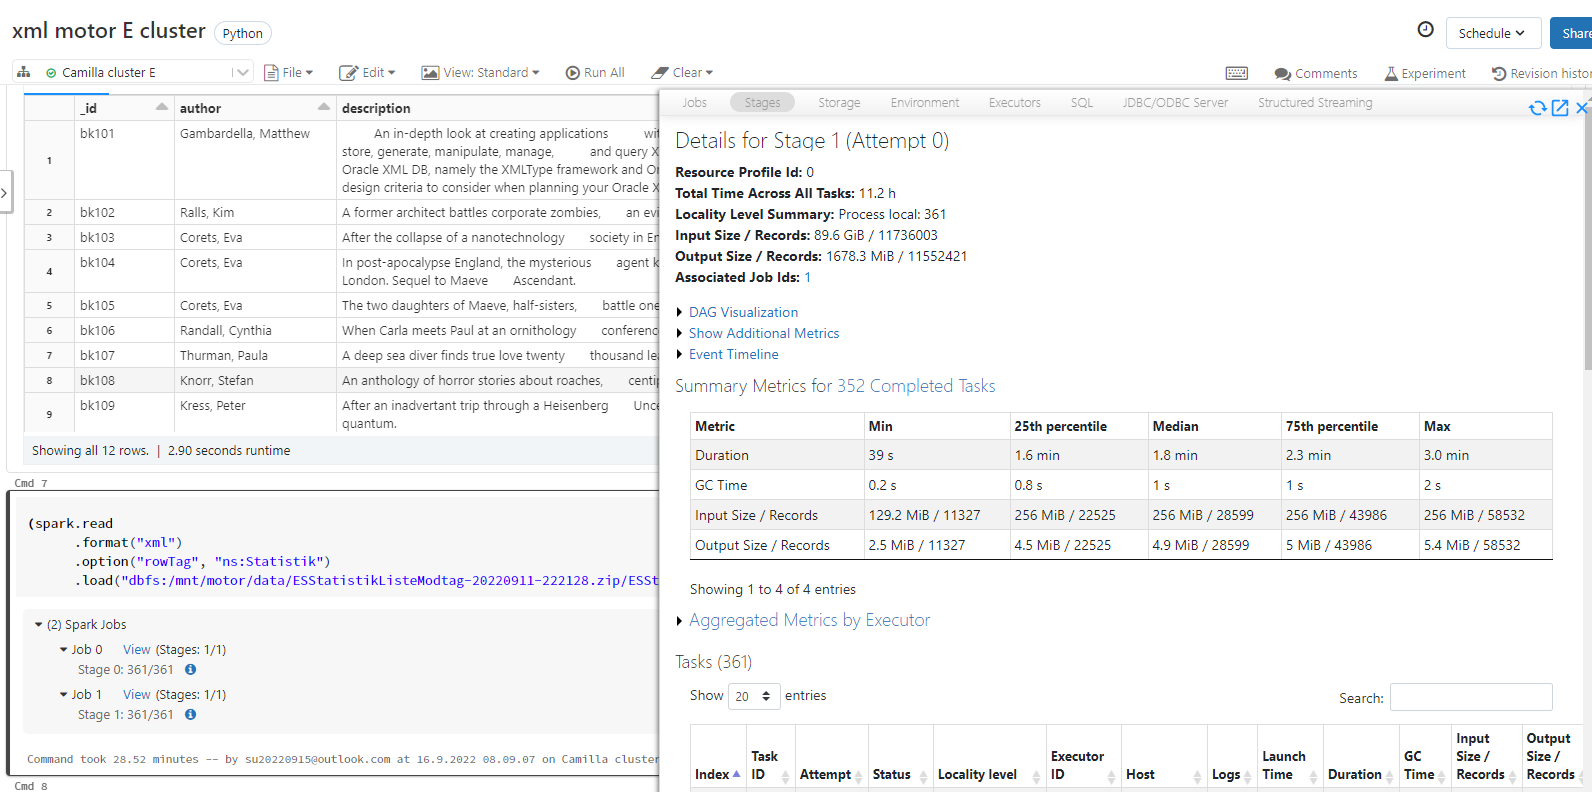 xml motor E cluster Python
Schedule Share
Camilla cluster E File Edit View: Standard Run All Clear Comments Experiment Revision histor
_id author description
1 bk101 Gambardella, Matthew An in-depth look at creating applications wit
store, generate, manipulate, manage, and query X
Oracle XML DB, namely the XMLType framework and Or
design criteria to consider when planning your Oracle X
2 bk102 Ralls, Kim A former architect battles corporate zombies, an evi
3 bk103 Corets, Eva After the collapse of a nanotechnology society in En
4 bk104 Corets, Eva In post-apocalypse England, the mysterious agent k
London. Sequel to Maeve Ascendant.
5 bk105 Corets, Eva The two daughters of Maeve, half-sisters, battle one
6 bk106 Randall, Cynthia When Carla meets Paul at an ornithology conferenc
7 bk107 Thurman, Paula A deep sea diver finds true love twenty thousand lea
8 bk108 Knorr, Stefan An anthology of horror stories about roaches, centip
9 bk109 Kress, Peter After an inadvertant trip through a Heisenberg Unce
quantum.
Showing all 12 rows. | 2.90 seconds runtime
Cmd 7
(spark.read
.format("xml")
.option("rowTag", "ns:Statistik")
.load("dbfs:/mnt/motor/data/ESStatistikListeModtag-20220911-222128.zip/ESSt
(2) Spark Jobs
Job 0 View (Stages: 1/1)
Stage 0: 361/361
Job 1 View (Stages: 1/1)
Stage 1: 361/361
Command took 28.52 minutes -- by su20220915@outlook.com at 16.9.2022 08.09.07 on Camilla cluster
Cmd 8
Jobs Stages Storage Environment Executors SQL JDBC/ODBC Server Structured Streaming
Details for Stage 1 (Attempt 0)
Resource Profile Id: 0
Total Time Across All Tasks: 11.2 h
Locality Level Summary: Process local: 361
Input Size / Records: 89.6 GiB / 11736003
Output Size / Records: 1678.3 MiB / 11552421
Associated Job Ids: 1
DAG Visualization
Show Additional Metrics
Event Timeline
Summary Metrics for 352 Completed Tasks
Metric Min 25th percentile Median 75th percentile Max
Duration 39 s 1.6 min 1.8 min 2.3 min 3.0 min
GC Time 0.2 s 0.8 s 1 s 1 s 2 s
Input Size / Records 129.2 MiB / 11327 256 MiB / 22525 256 MiB / 28599 256 MiB / 43986 256 MiB / 58532
Output Size / Records 2.5 MiB / 11327 4.5 MiB / 22525 4.9 MiB / 28599 5 MiB / 43986 5.4 MiB / 58532
Showing 1 to 4 of 4 entries
Aggregated Metrics by Executor
Tasks (361)
Show 20 entries Search:
Index Task ID Attempt Status Locality level Executor ID Host Logs Launch Time Duration GC Time Input Size / Records Output Size / Records